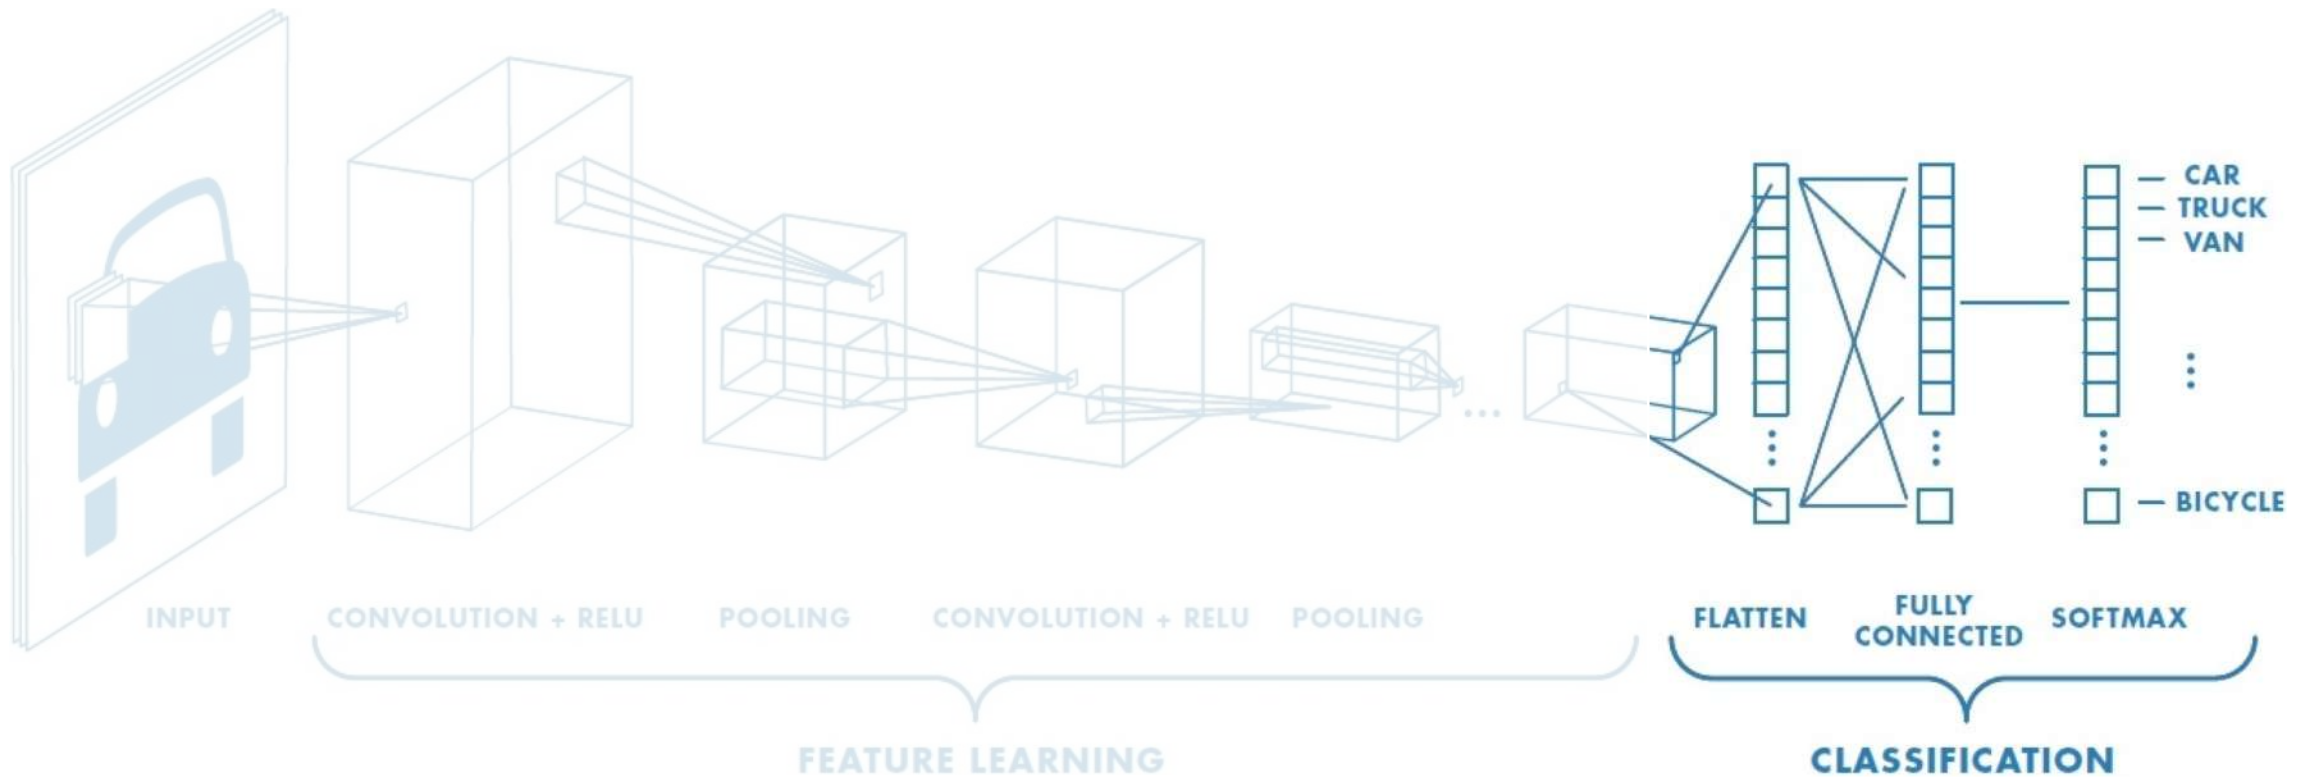 CAR
TRUCK
VAN
BICYCLE
INPUT
CONVOLUTION + RELU
POOLING
CONVOLUTION + RELU
POOLING
FLATTEN
FULLY
CONNECTED
SOFTMAX
FEATURE LEARNING
CLASSIFICATION